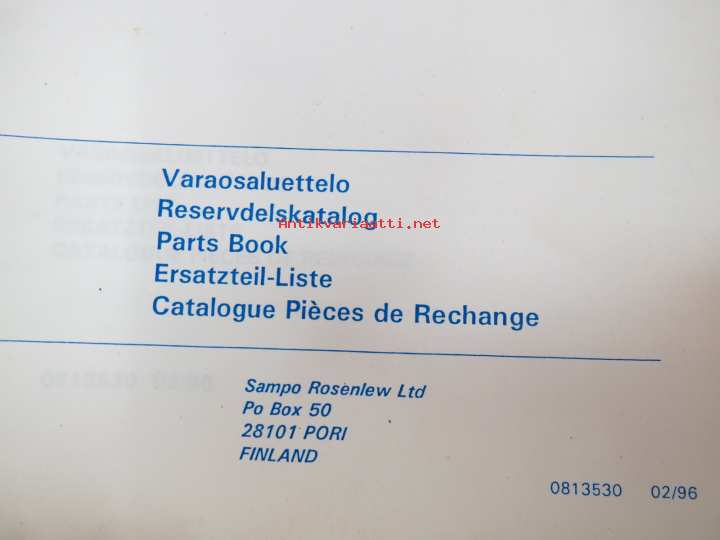 Varaosaluettelo
Reservdelskatalog
Antikvariaatti.net
Parts Book
Ersatzteil-Liste
Catalogue Pièces de Rechange
Sampo Rosenlew Ltd
Po Box 50
28101 PORI
FINLAND
0813530 02/96